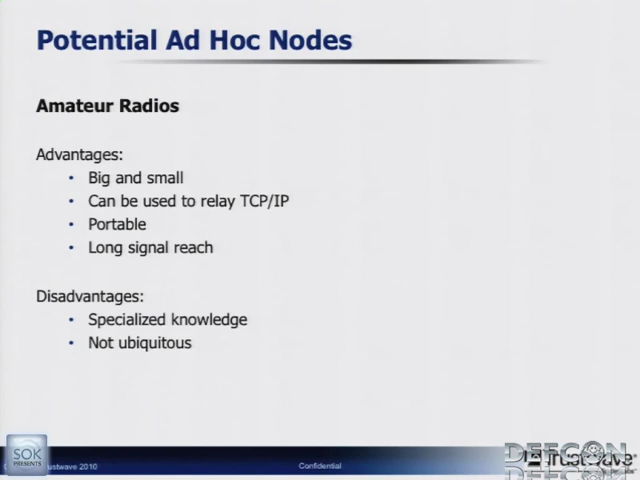 Potential Ad Hoc Nodes
Amateur Radios
Advantages:
• Big and small
• Can be used to relay TCP/IP
• Portable
• Long signal reach
Disadvantages:
• Specialized knowledge
• Not ubiquitous
SOK
PRESENTS
Trustwave 2010
Confidential
DEFCON
Trustwave